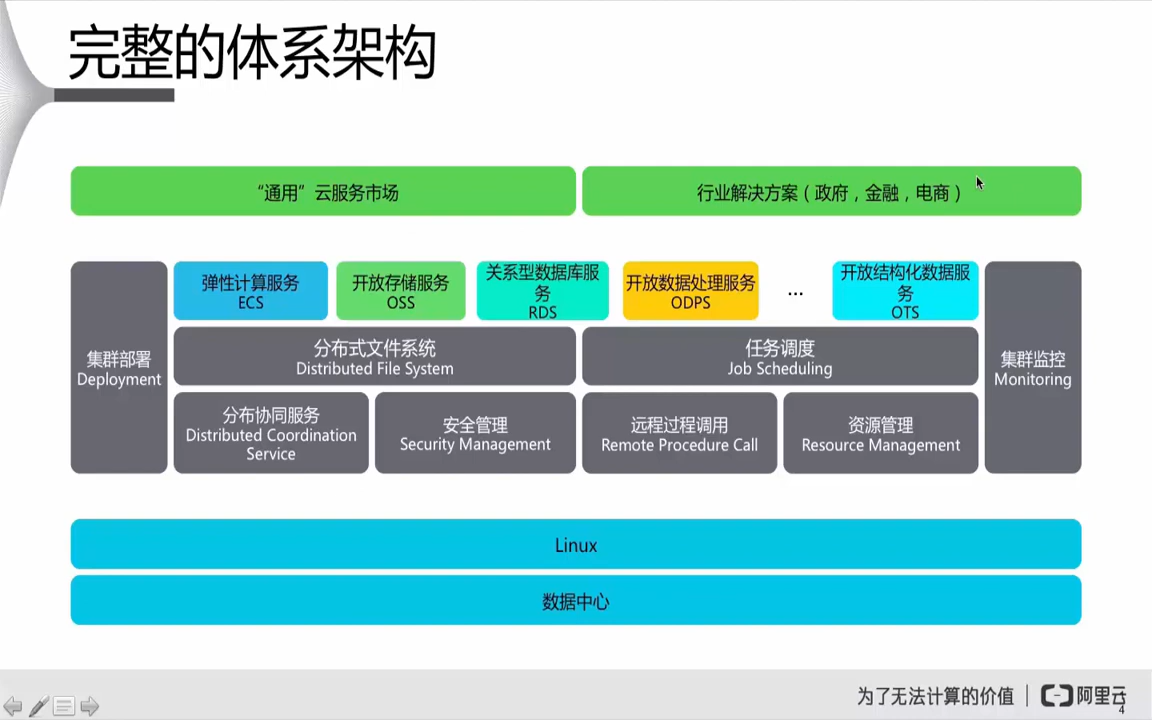 完整的体系架构
“通用”云服务市场
行业解决方案（政府，金融，电商）
集群部署
Deployment
弹性计算服务
ECS
开放存储服务
OSS
关系型数据库服
务
RDS
开放数据处理服务
ODPS
...
开放结构化数据服
务
OTS
集群监控
Monitoring
分布式文件系统
Distributed File System
任务调度
Job Scheduling
分布协同服务
Distributed Coordination
Service
安全管理
Security Management
远程过程调用
Remote Procedure Call
资源管理
Resource Management
Linux
数据中心
为了无法计算的价值
阿里云
4